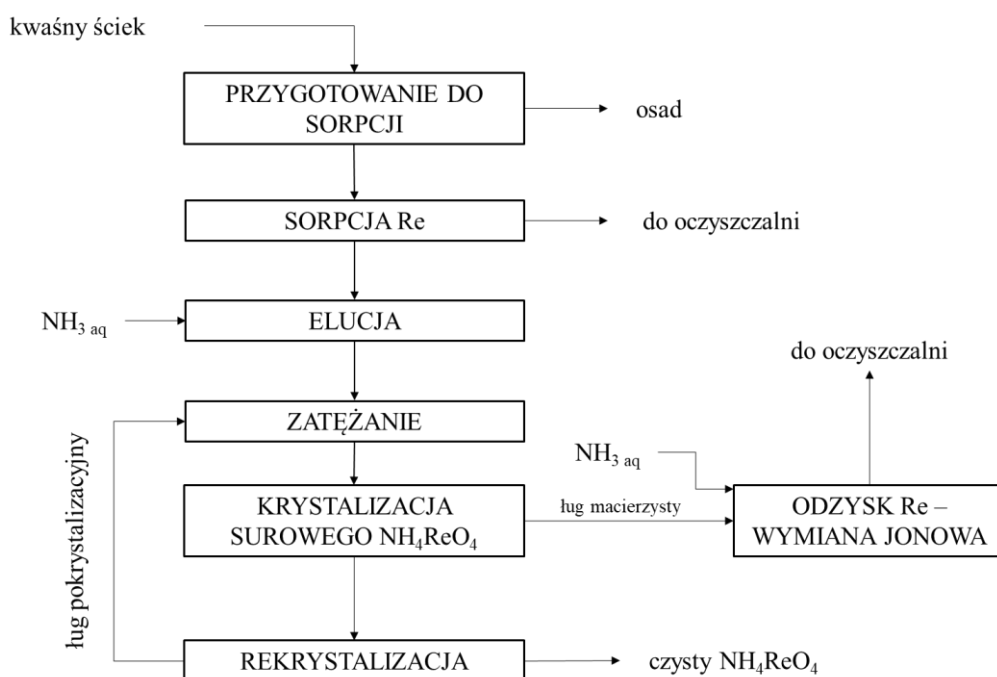 kwaśny ściek
PRZYGOTOWANIE DO
SORPCJI
osad
SORPCJA Re
do oczyszczalni
NH₃ aq
ELUCJA
do oczyszczalni
ZATĘŻANIE
ług pokrystalizacyjny
NH₃ aq
KRYSTALIZACJA
SUROWEGO NH₄ReO₄
ług macierzysty
ODZYSK Re –
WYMIANA JONOWA
REKRYSTALIZACJA
czysty NH₄ReO₄